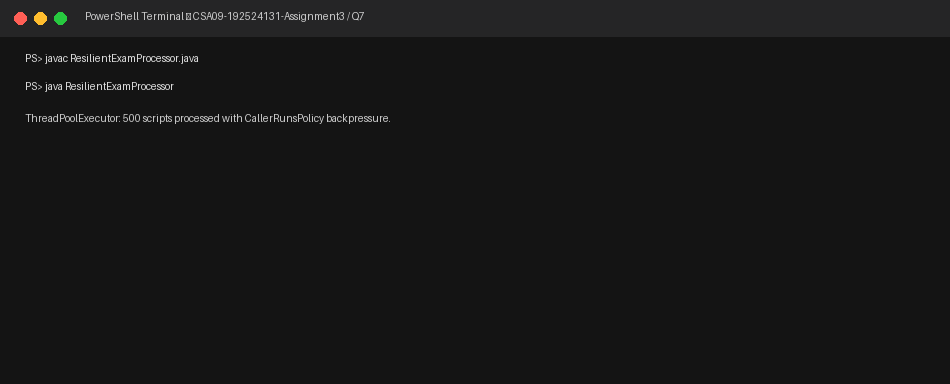 PowerShell Terminal CSA09-192524131-Assignment3 / Q7
PS> javac ResilientExamProcessor.java
PS> java ResilientExamProcessor
ThreadPoolExecutor: 500 scripts processed with CallerRunsPolicy backpressure.